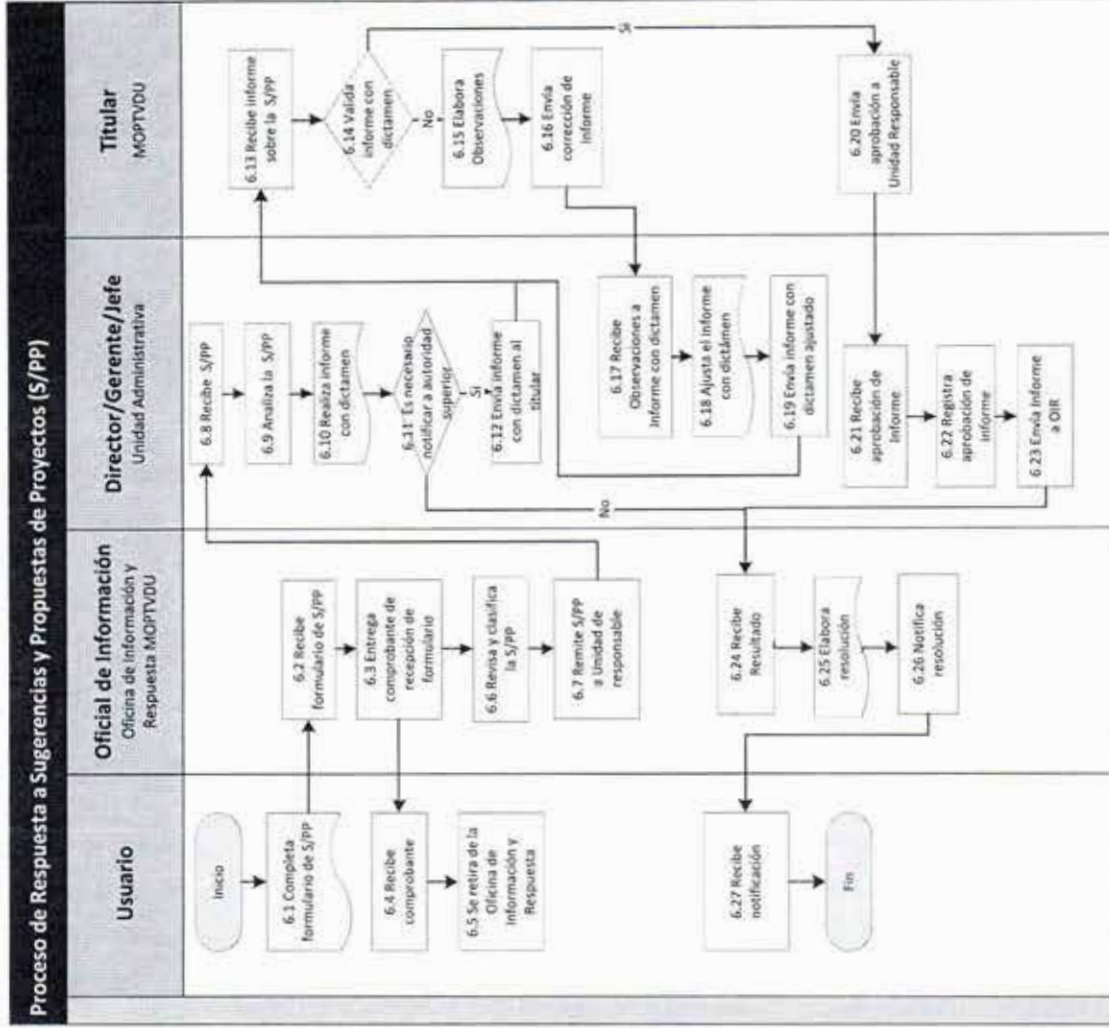 Proceso de Respuesta a Sugerencias y Propuestas de Proyectos (S/PP)
Usuario
Oficial de Información
Oficina de Información y
Respuesta MOPTVDU
Director/Gerente/Jefe
Unidad Administrativa
Titular
MOPTVDU
Inicio
6.1 Completa
formulario de S/PP
6.2 Recibe
formulario de S/PP
6.3 Entrega
comprobante de
recepción de
formulario
6.4 Recibe
comprobante
6.5 Se retira de la
Oficina de
Información y
Respuesta
6.6 Revisa y clasifica
la S/PP
6.7 Remite S/PP
a Unidad de
responsable
6.8 Recibe S/PP
6.9 Analiza la S/PP
6.10 Realiza informe
con dictamen
6.11 Es necesario
notificar a autoridad
superior
Si
No
6.12 Envía informe
con dictamen al
titular
6.13 Recibe informe
sobre la S/PP
6.14 Valida
informe con
dictamen
Si
No
6.15 Elabora
Observaciones
6.16 Envía
corrección de
Informe
6.17 Recibe
Observaciones a
Informe con dictamen
6.18 Ajusta el informe
con dictámen
6.19 Envía informe con
dictamen ajustado
6.20 Envía
aprobación a
Unidad Responsable
6.21 Recibe
aprobación de
Informe
6.22 Registra
aprobación de
informe
6.23 Envía Informe
a OIR
6.24 Recibe
Resultado
6.25 Elabora
resolución
6.26 Notifica
resolución
6.27 Recibe
notificación
Fin